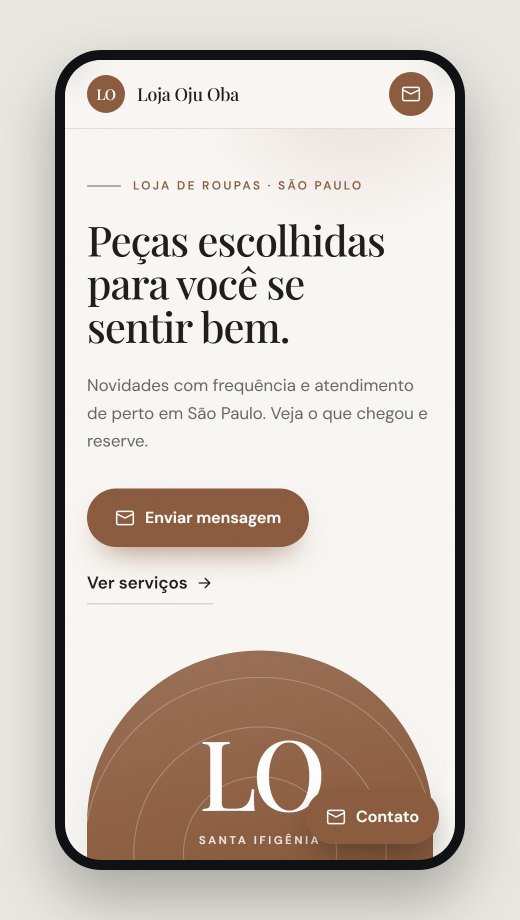 LO
Loja Oju Oba
LOJA DE ROUPAS · SÃO PAULO
Peças escolhidas
para você se
sentir bem.
Novidades com frequência e atendimento
de perto em São Paulo. Veja o que chegou e
reserve.
Enviar mensagem
Ver serviços →
LO
SANTA IFIGÊNIA
Contato